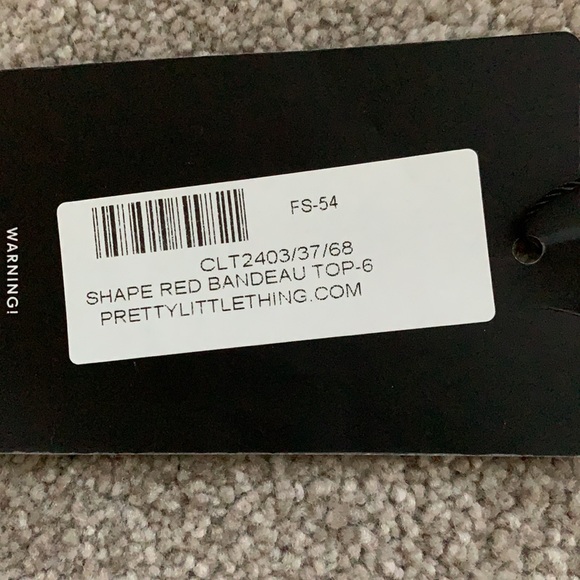 FS-54
CLT2403/37/68
SHAPE RED BANDEAU TOP-6
PRETTYLITTLETHING.COM
WARNING!